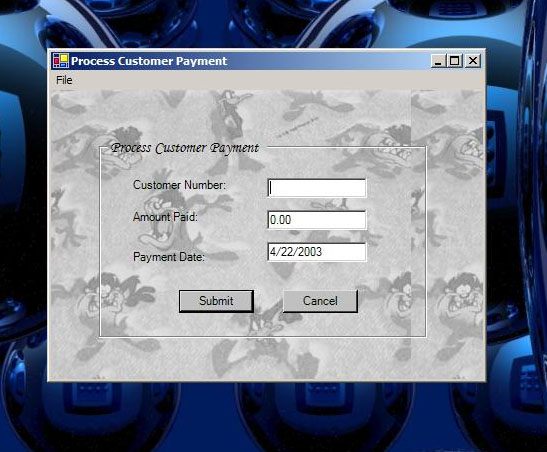 Process Customer Payment
File
Process Customer Payment
Customer Number:
Amount Paid:
0.00
Payment Date:
4/22/2003
Submit
Cancel